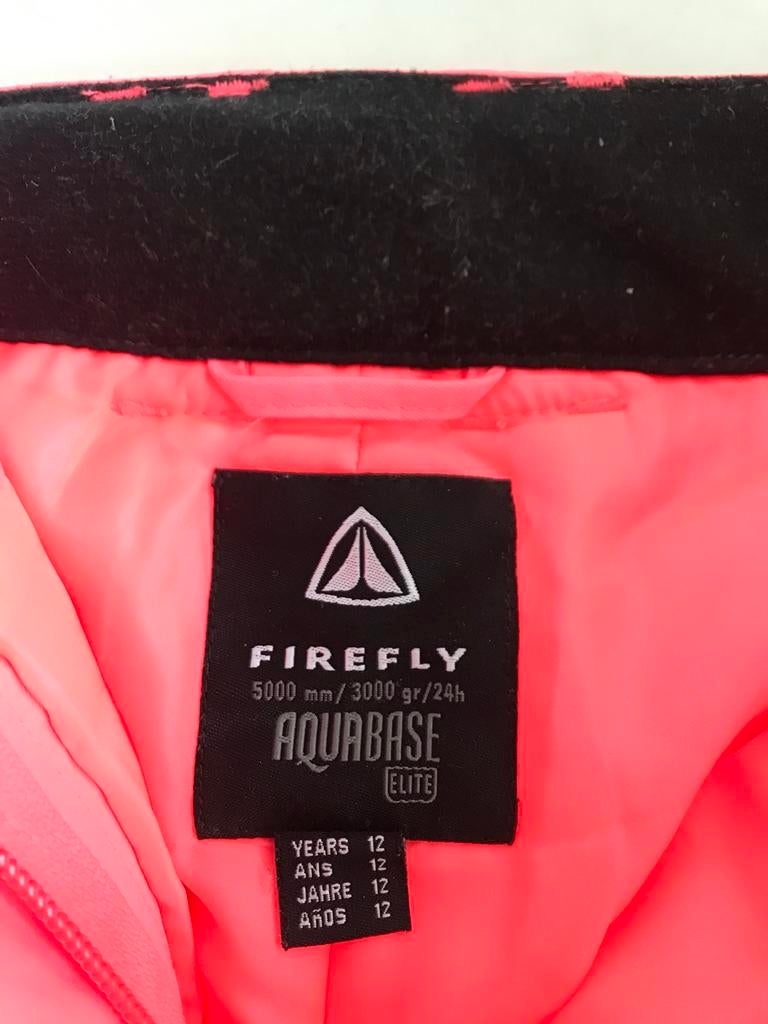 FIREFLY
5000 mm/3000 gr/24h
AQUABASE
ELITE
YEARS 12
ANS 12
JAHRE 12
AÑOS 12